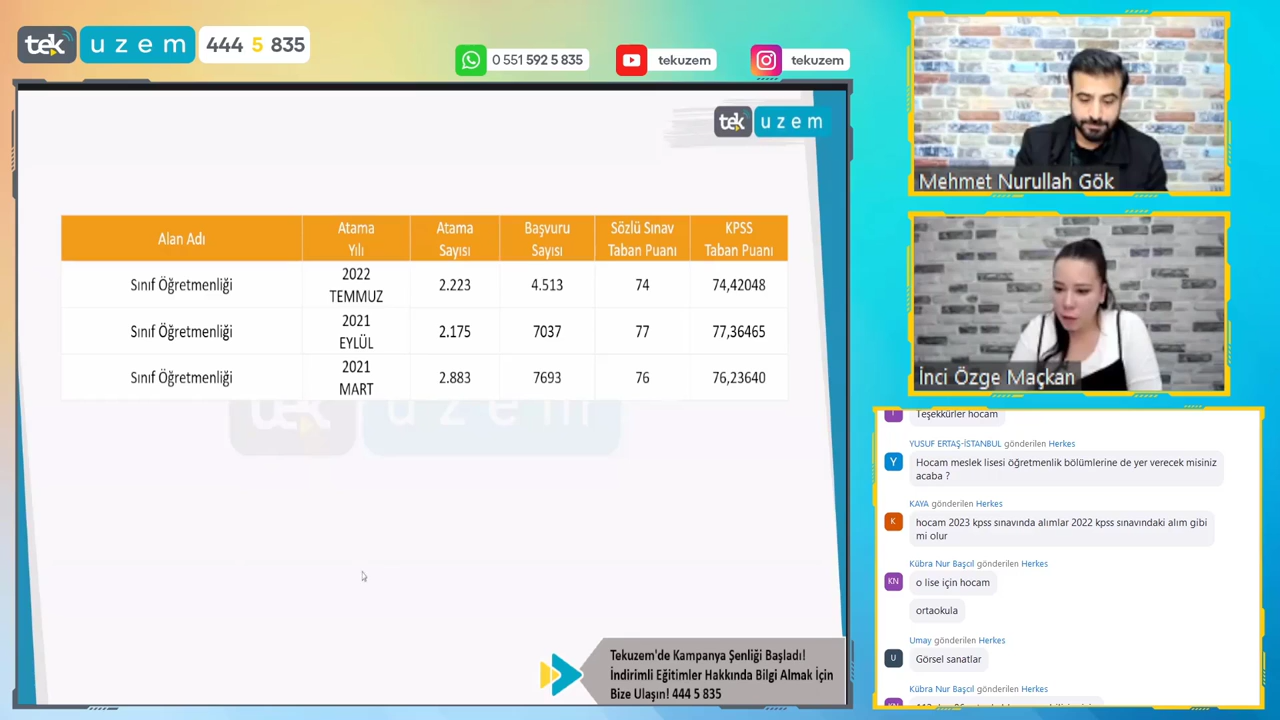 tek uzem 444 5 835
0 551 592 5 835
tekuzem
tekuzem
tek uzem
Alan Adı
Atama Yılı
Atama Sayısı
Başvuru Sayısı
Sözlü Sınav Taban Puanı
KPSS Taban Puanı
Sınıf Öğretmenliği 2022 TEMMUZ 2.223 4.513 74 74,42048
Sınıf Öğretmenliği 2021 EYLÜL 2.175 7037 77 77,36465
Sınıf Öğretmenliği 2021 MART 2.883 7693 76 76,23640
Tekuzem'de Kampanya Şenliği Başladı!
İndirimli Eğitimler Hakkında Bilgi Almak İçin
Bize Ulaşın! 444 5 835
Mehmet Nurullah Gök
İnci Özge Maçkan
Teşekkürler hocam
YUSUF ERTAŞ-İSTANBUL gönderilen Herkes
Y
Hocam meslek lisesi öğretmenlik bölümlerine de yer verecek misiniz
acaba ?
KAYA gönderilen Herkes
K
hocam 2023 kpss sınavında alımlar 2022 kpss sınavındaki alım gibi
mi olur
Kübra Nur Başcıl gönderilen Herkes
KN
o lise için hocam
ortaokula
Umay gönderilen Herkes
U
Görsel sanatlar
Kübra Nur Başcıl gönderilen Herkes